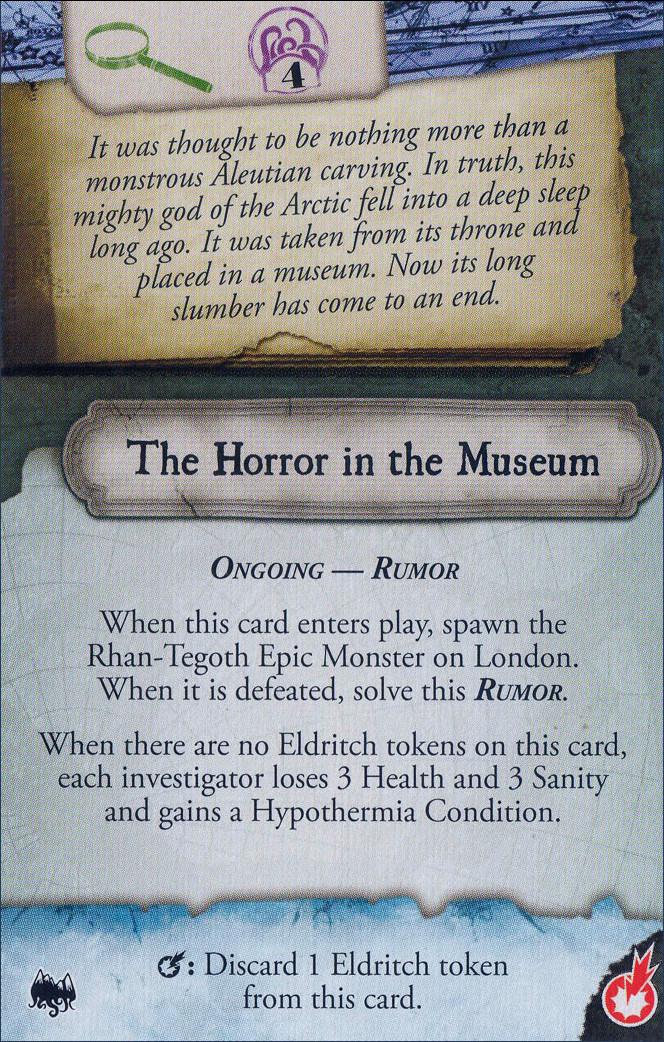 4
It was thought to be nothing more than a
monstrous Aleutian carving. In truth, this
mighty god of the Arctic fell into a deep sleep
long ago. It was taken from its throne and
placed in a museum. Now its long
slumber has come to an end.
The Horror in the Museum
ONGOING — RUMOR
When this card enters play, spawn the
Rhan-Tegoth Epic Monster on London.
When it is defeated, solve this RUMOR.
When there are no Eldritch tokens on this card,
each investigator loses 3 Health and 3 Sanity
and gains a Hypothermia Condition.
: Discard 1 Eldritch token
from this card.